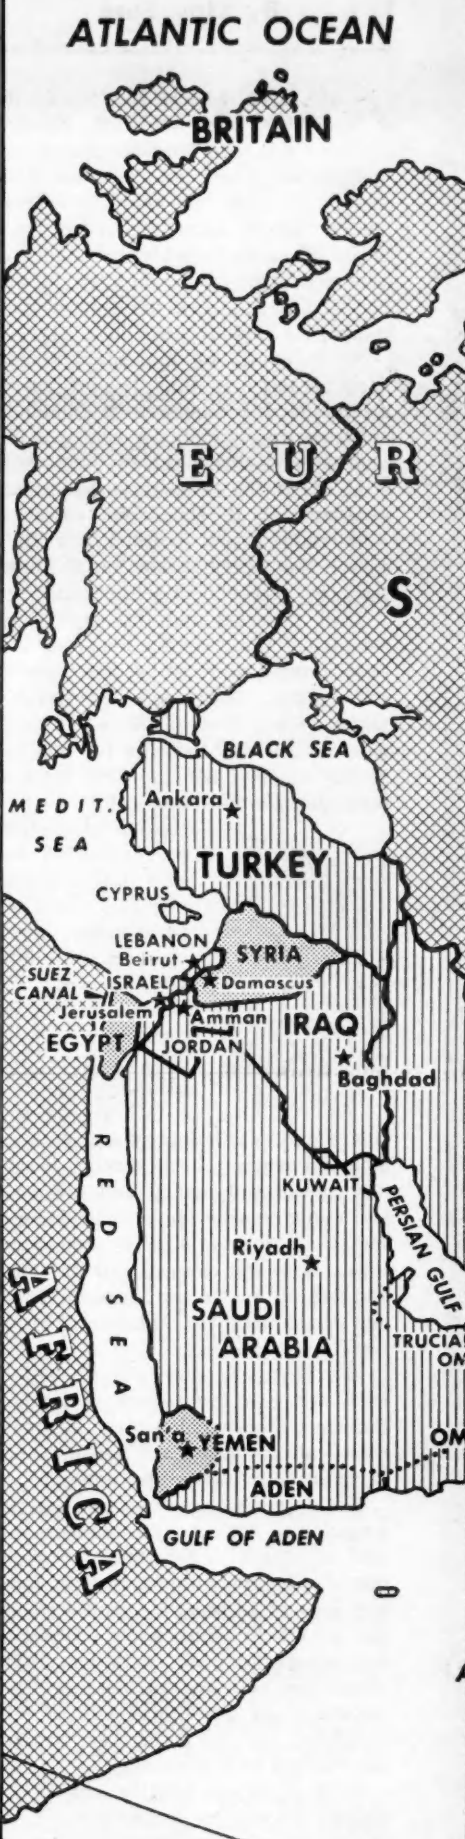 ATLANTIC OCEAN
BRITAIN
E U R
S
BLACK SEA
MEDIT.
SEA
Ankara
TURKEY
CYPRUS
LEBANON
Beirut
SYRIA
SUEZ
CANAL
ISRAEL
Damascus
Jerusalem
Amman
EGYPT
JORDAN
IRAQ
Baghdad
RED SEA
KUWAIT
PERSIAN GULF
Riyadh
SAUDI
ARABIA
TRUCIAL
OM
AFRICA
San'a
YEMEN
OM
ADEN
GULF OF ADEN
A